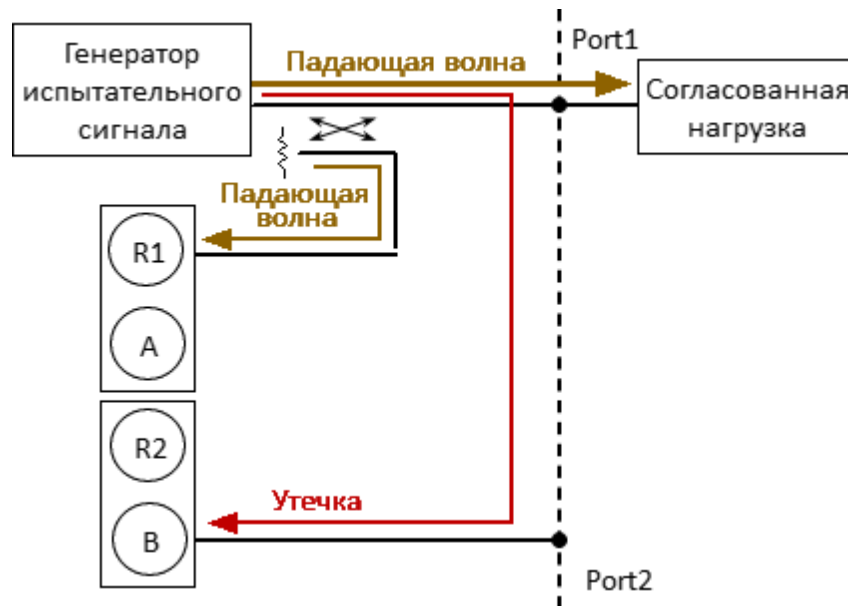 Генератор
испытательного
сигнала
Падающая волна
Port1
Согласованная
нагрузка
Падающая
волна
R1
A
R2
Утечка
B
Port2